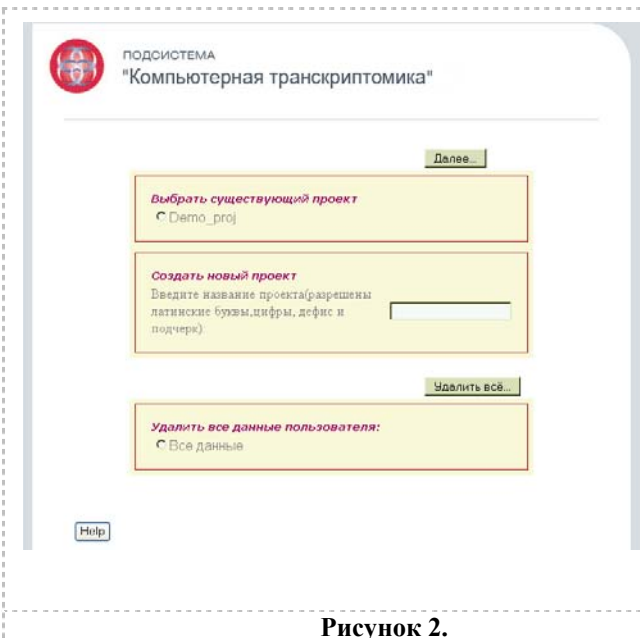 ПОДСИСТЕМА
"Компьютерная транскриптомика"
Далее...
Выбрать существующий проект
Demo_proj
Создать новый проект
Введите название проекта(разрешены
латинские буквы,цифры, дефис и
подчерк):
Удалить всё...
Удалить все данные пользователя:
Все данные
Help
Рисунок 2.